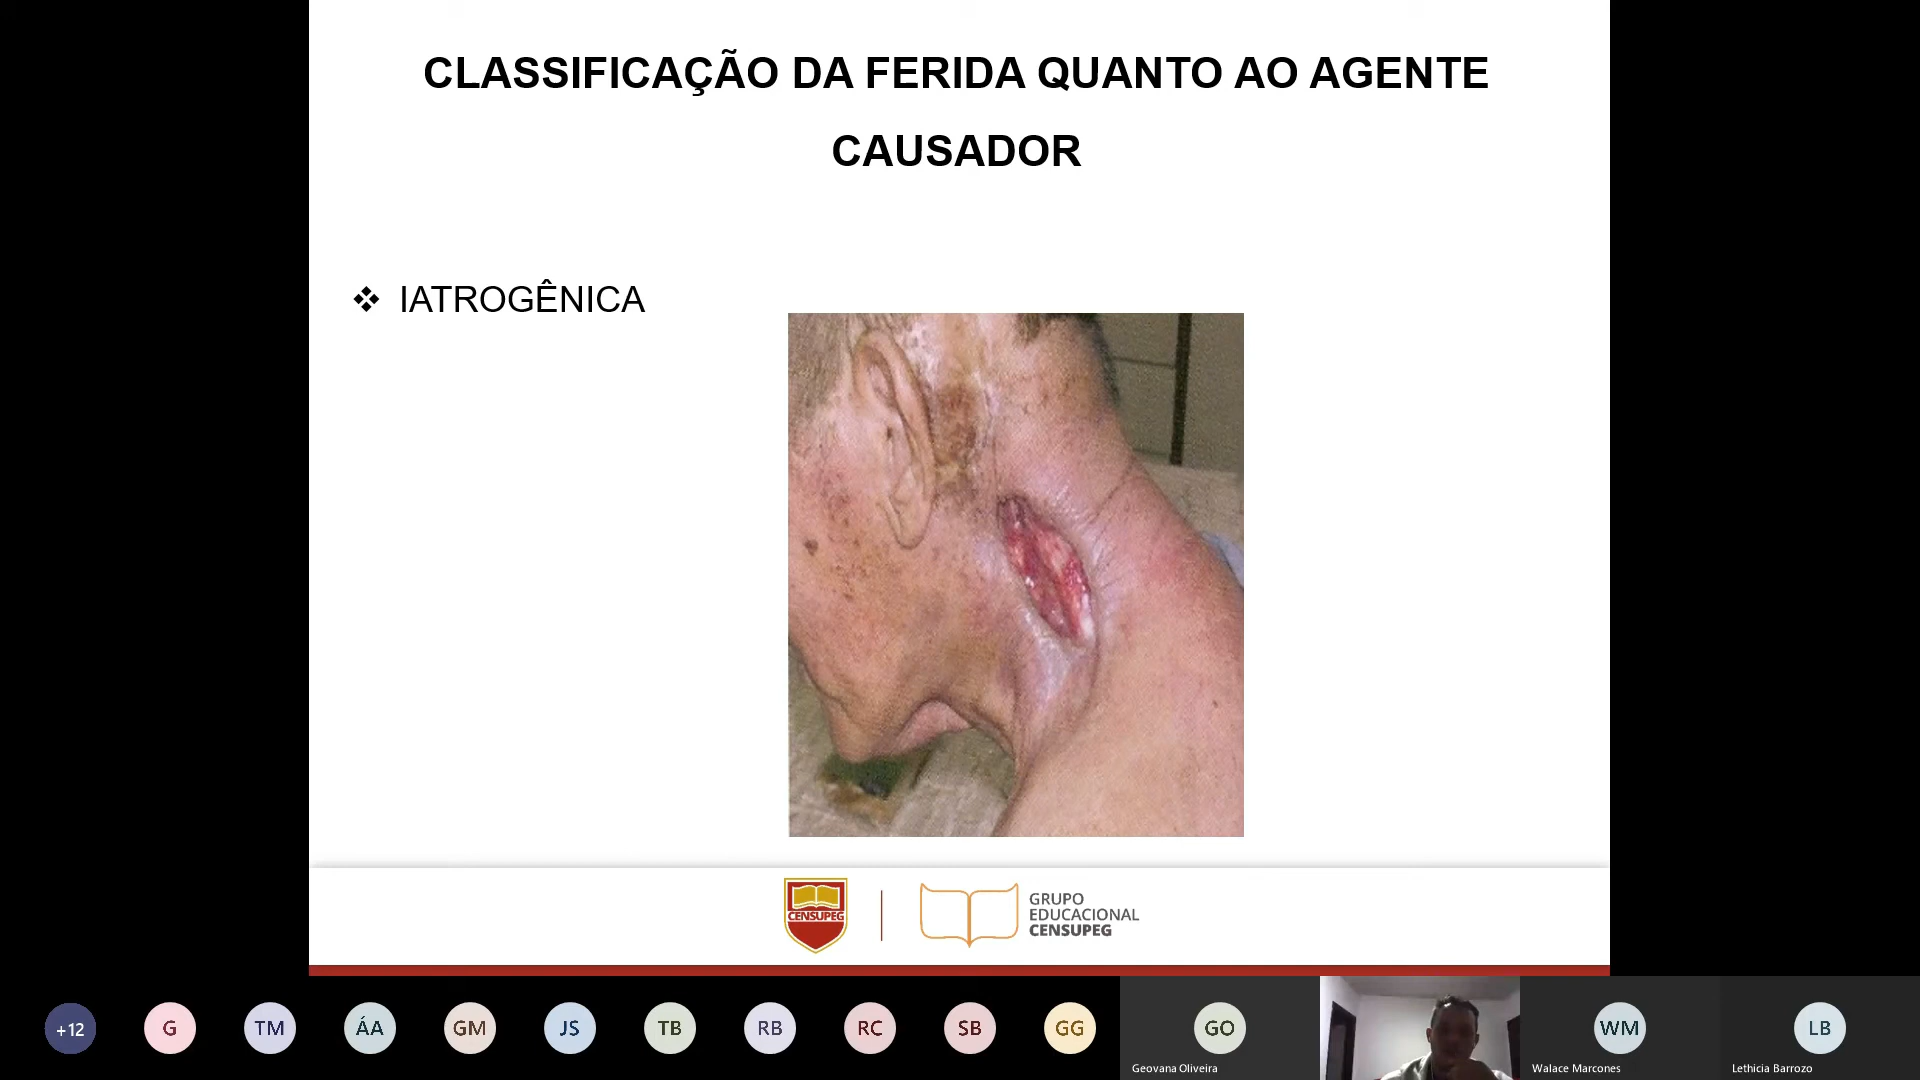 CLASSIFICAÇÃO DA FERIDA QUANTO AO AGENTE
CAUSADOR
❖ IATROGÊNICA
CENSUPEG
GRUPO
EDUCACIONAL
CENSUPEG
+12
G
TM
ÁA
GM
JS
TB
RB
RC
SB
GG
GO
WM
LB
Geovana Oliveira
Walace Marcones
Lethicia Barrozo